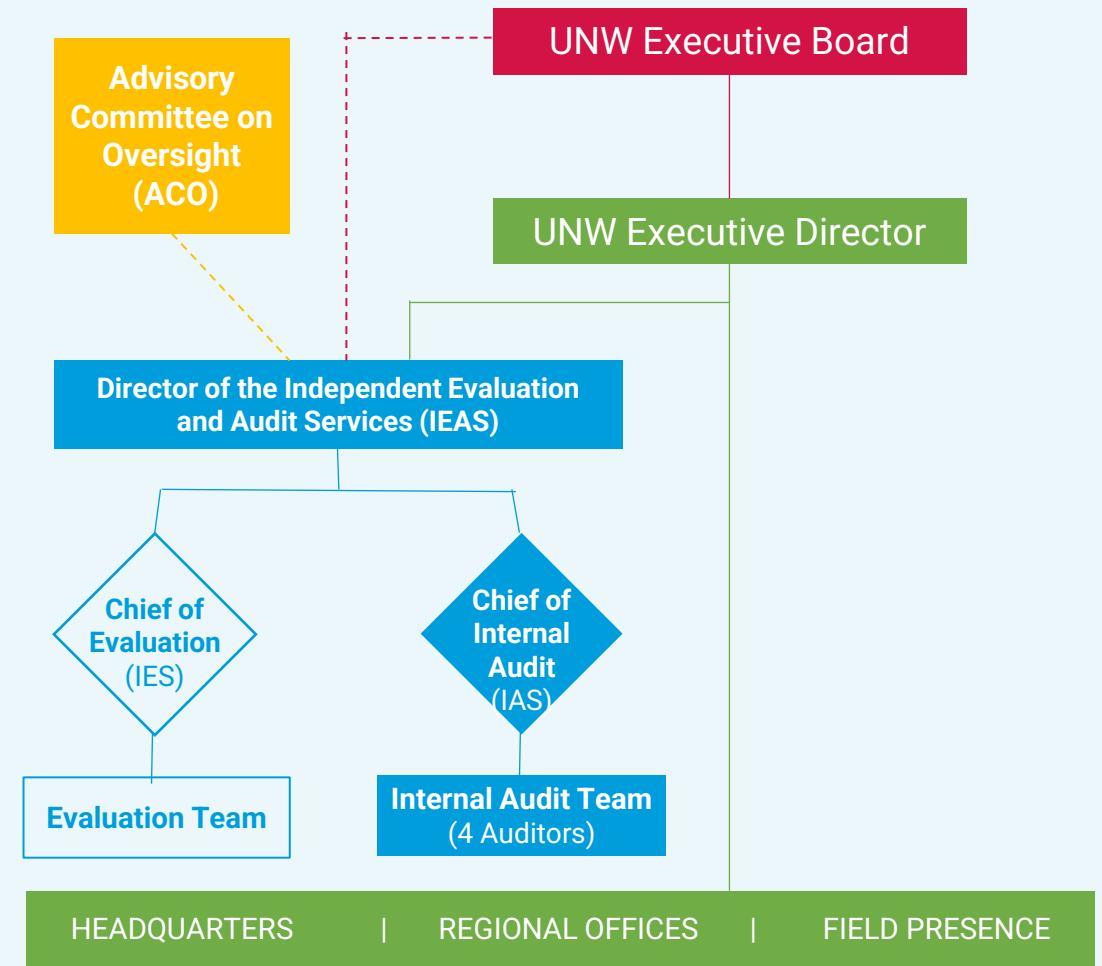 UNW Executive Board
Advisory
Committee on
Oversight
(ACO)
UNW Executive Director
Director of the Independent Evaluation
and Audit Services (IEAS)
Chief of
Evaluation
(IES)
Chief of
Internal
Audit
(IAS)
Evaluation Team
Internal Audit Team
(4 Auditors)
HEADQUARTERS | REGIONAL OFFICES | FIELD PRESENCE